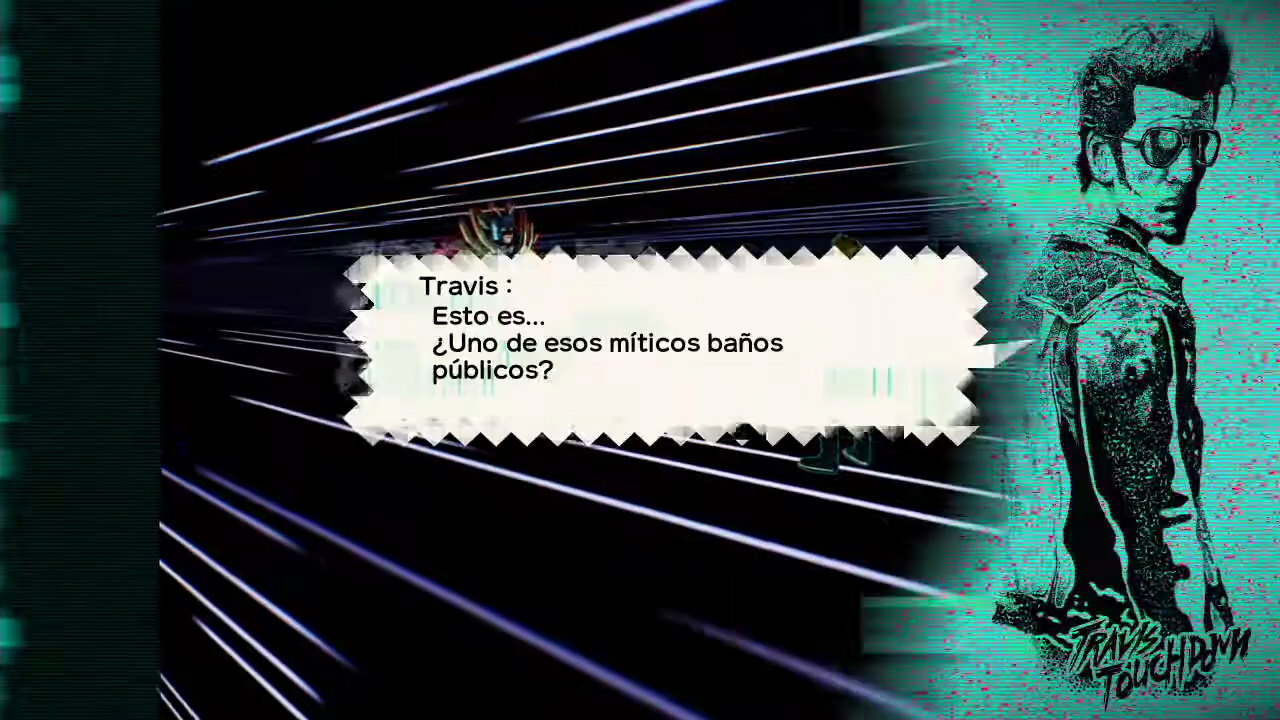 Travis :
Esto es...
¿Uno de esos míticos baños
públicos?
TRAVIS
TOUCHDOWN